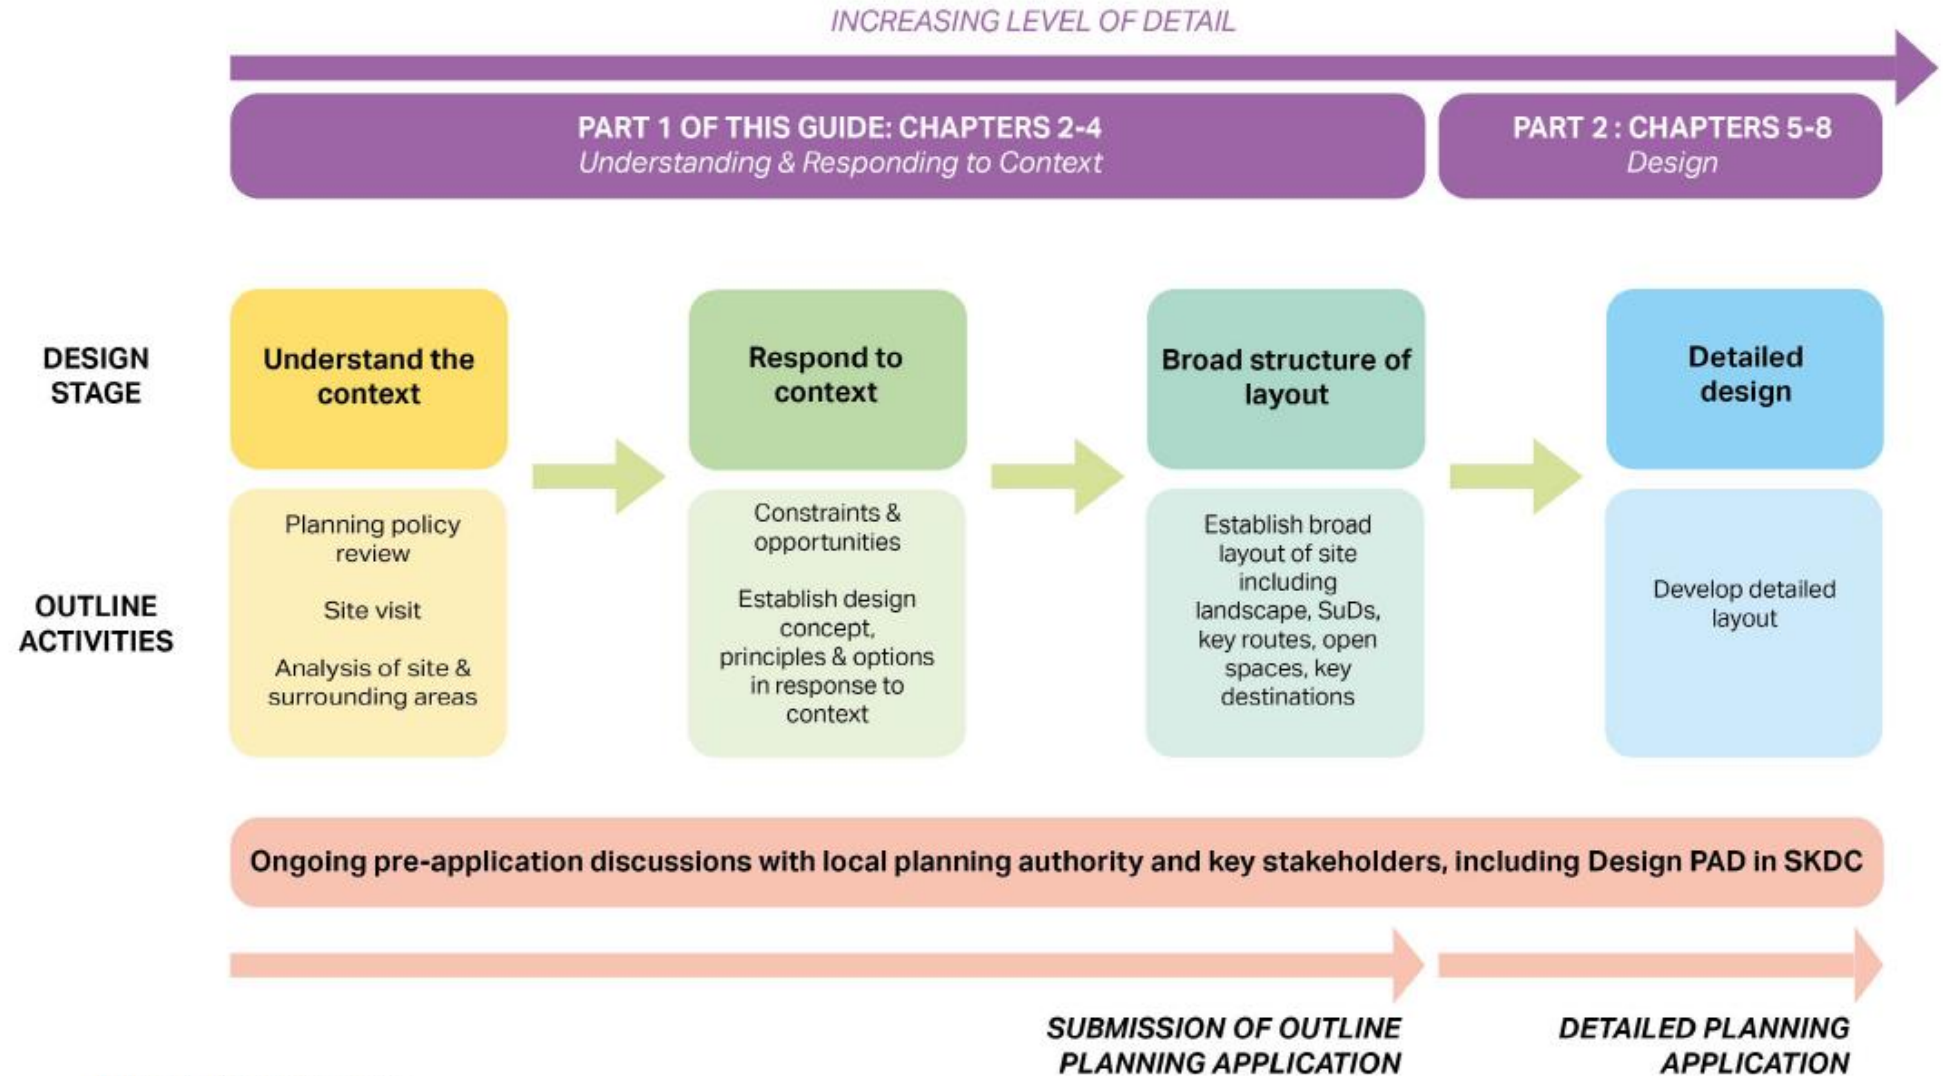 INCREASING LEVEL OF DETAIL
PART 1 OF THIS GUIDE: CHAPTERS 2-4
Understanding & Responding to Context
PART 2 : CHAPTERS 5-8
Design
DESIGN
STAGE
Understand the
context
Respond to
context
Broad structure of
layout
Detailed
design
OUTLINE
ACTIVITIES
Planning policy
review
Site visit
Analysis of site &
surrounding areas
Constraints &
opportunities
Establish design
concept,
principles & options
in response to
context
Establish broad
layout of site
including
landscape, SuDs,
key routes, open
spaces, key
destinations
Develop detailed
layout
Ongoing pre-application discussions with local planning authority and key stakeholders, including Design PAD in SKDC
SUBMISSION OF OUTLINE
PLANNING APPLICATION
DETAILED PLANNING
APPLICATION